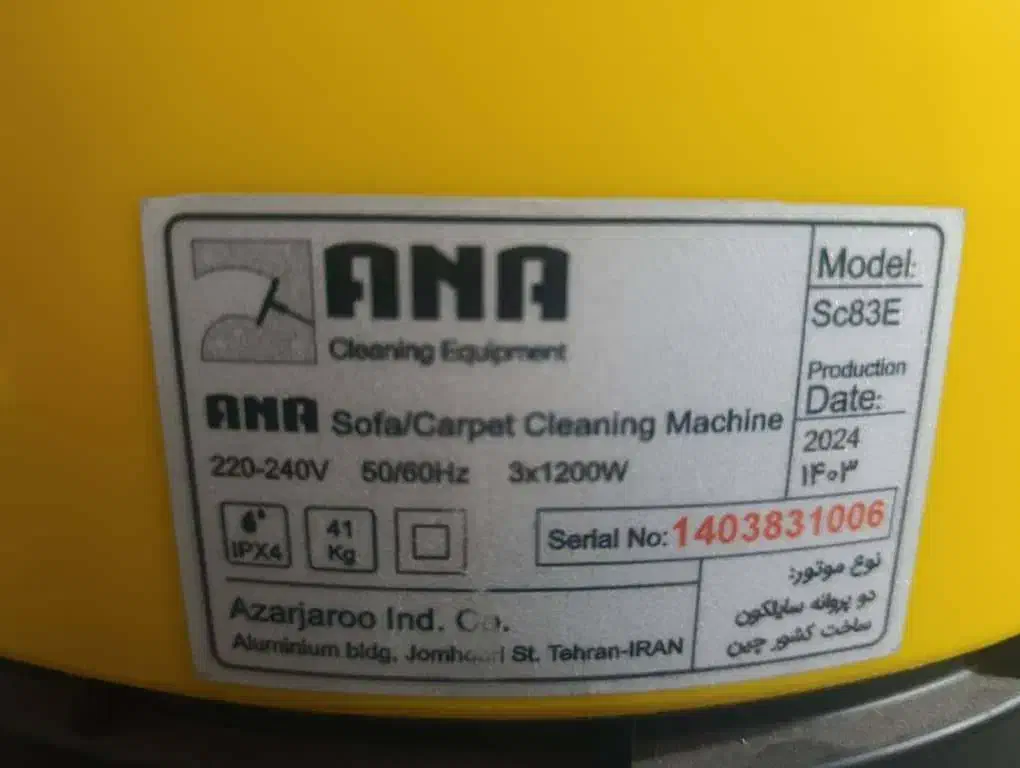 ANA
Cleaning Equipment
ANA Sofa/Carpet Cleaning Machine
220-240V 50/60Hz 3x1200W
IPX4
41
Kg
Model:
Sc83E
Production
Date:
2024
۱۴۰۳
Serial No:1403831006
Azarjaroo Ind. Co.
Aluminium bldg, Jomhouri St. Tehran-IRAN
نوع موتور:
دو پروانه سایلکون
ساخت کشور چین